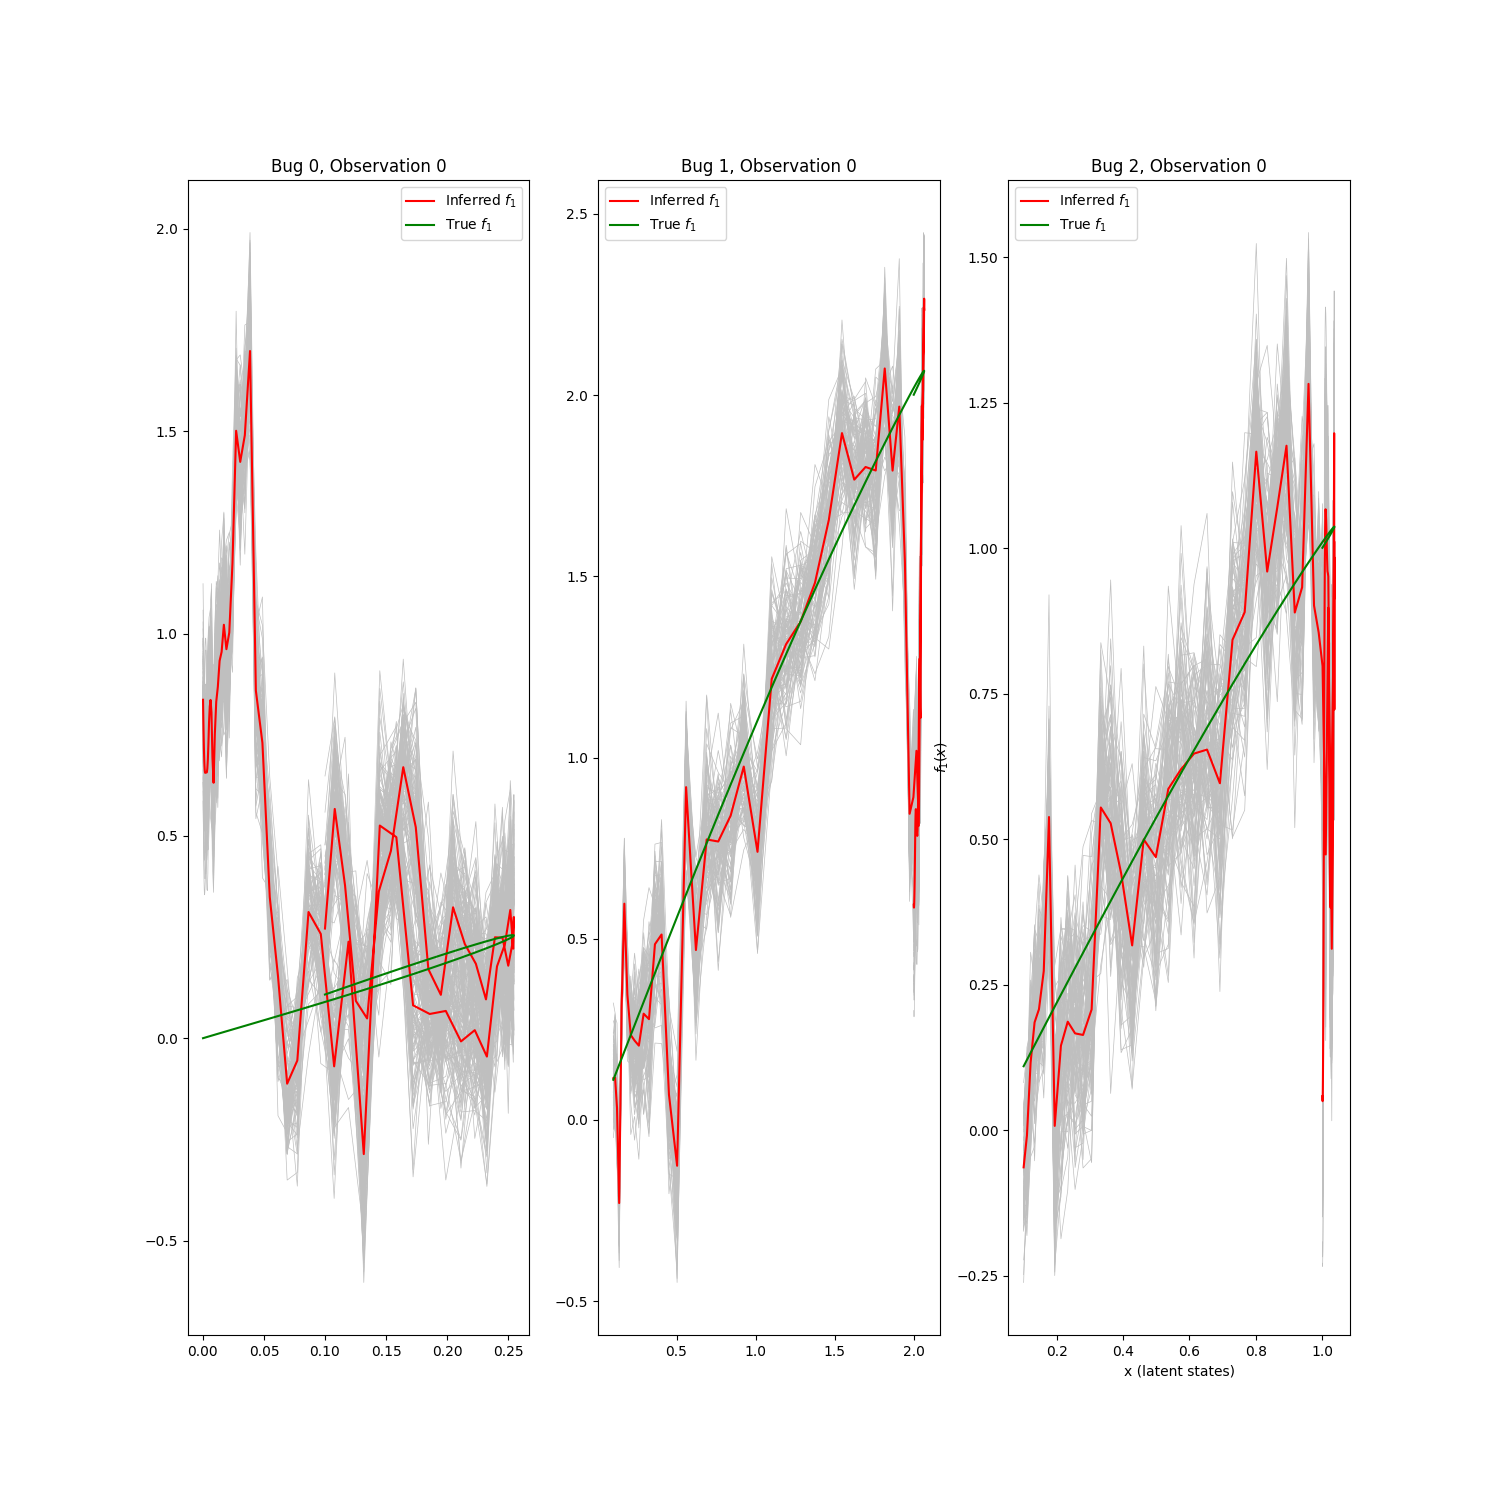 Bug 0, Observation 0
Inferred f₁
True f₁
2.0
1.5
1.0
0.5
0.0
−0.5
0.00 0.05 0.10 0.15 0.20 0.25
Bug 1, Observation 0
Inferred f₁
True f₁
2.5
2.0
1.5
1.0
0.5
0.0
−0.5
0.5 1.0 1.5 2.0
Bug 2, Observation 0
Inferred f₁
True f₁
f₁(x)
1.50
1.25
1.00
0.75
0.50
0.25
0.00
−0.25
0.2 0.4 0.6 0.8 1.0
x (latent states)